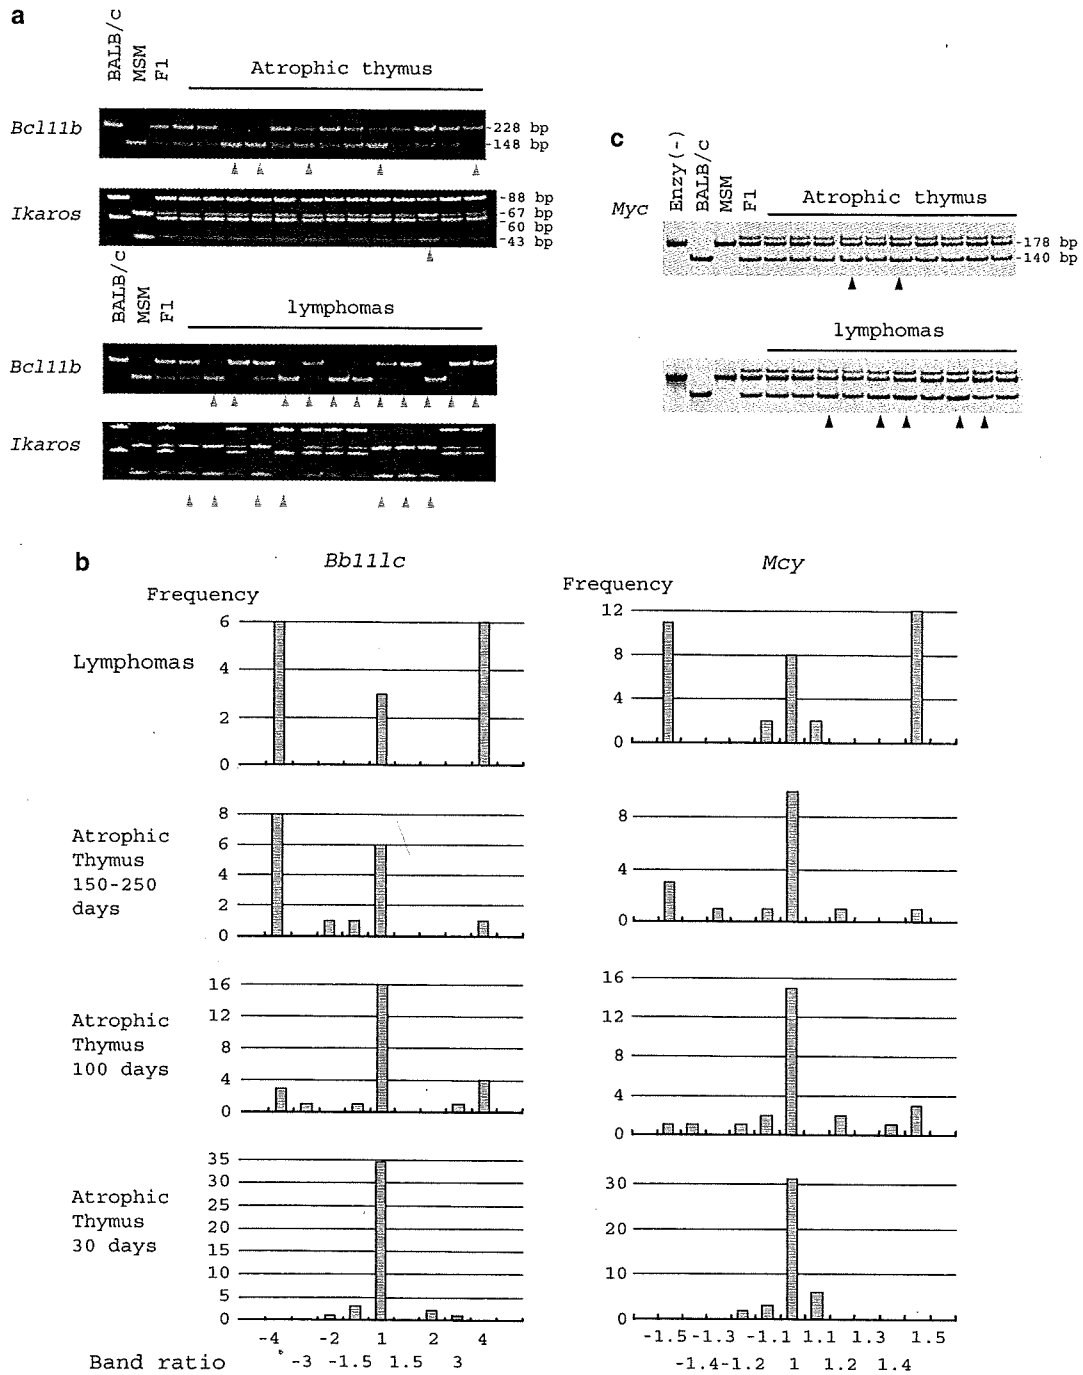 a
BALB/c
MSM
F1
Atrophic thymus
Bcl11b
-228 bp
-148 bp
Ikaros
-88 bp
-67 bp
-60 bp
-43 bp
BALB/c
MSM
F1
lymphomas
Bcl11b
Ikaros
c
Myc
Enzy(-)
BALB/c
MSM
F1
Atrophic thymus
-178 bp
-140 bp
lymphomas
b
Bb111c
Frequency
Lymphomas
6
4
2
0
Atrophic
Thymus
150-250
days
8
6
4
2
0
Atrophic
Thymus
100 days
16
12
8
4
0
Atrophic
Thymus
30 days
35
30
25
20
15
10
5
0
-4 -2 1 2 4
Band ratio -3 -1.5 1.5 3
Mcy
Frequency
12
8
4
0
8
4
0
16
12
8
4
0
30
20
10
0
-1.5 -1.3 -1.1 1.1 1.3 1.5
-1.4 -1.2 1 1.2 1.4